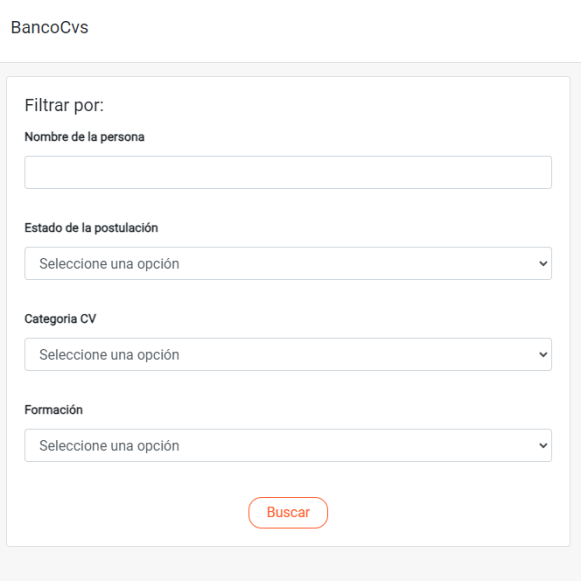 BancoCvs
Filtrar por:
Nombre de la persona
Estado de la postulación
Seleccione una opción
Categoria CV
Seleccione una opción
Formación
Seleccione una opción
Buscar